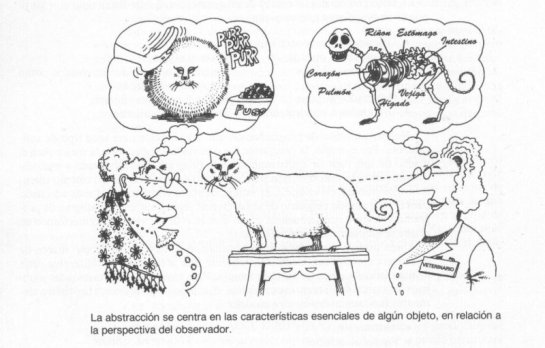 PURR
PURR
PURR
PUSS
Riñon Estómago
Intestino
Corazón
Pulmón
Vejiga
Hígado
VETERINARIO
La abstracción se centra en las características esenciales de algún objeto, en relación a
la perspectiva del observador.